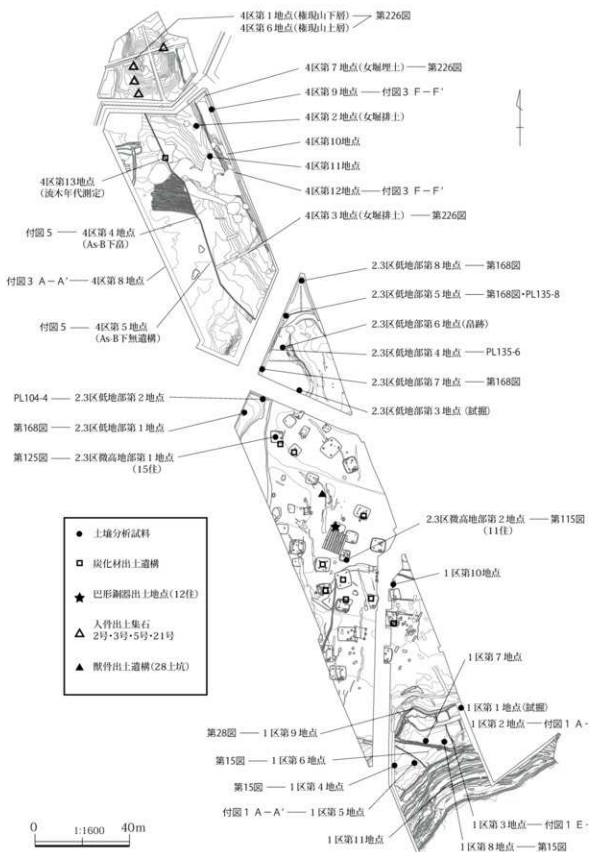 4区第1地点(権現山下層) 第226図
4区第6地点(権現山上層)
4区第7地点(女堀埋土) 第226図
4区第9地点 付図3 F-F'
4区第2地点(女堀排土)
4区第10地点
4区第11地点
4区第12地点 付図3 F-F'
4区第3地点(女堀排土) 第226図
4区第13地点
(流木年代測定)
付図5 4区第4地点
(As-B下畠)
付図3 A-A' 4区第8地点
付図5 4区第5地点
(As-B下無遺構)
2.3区低地部第8地点 第168図
2.3区低地部第5地点 第168図・PL135-8
2.3区低地部第6地点(畠跡)
2.3区低地部第4地点 PL135-6
2.3区低地部第7地点 第168図
2.3区低地部第3地点(試掘)
PL104-4 2.3区低地部第2地点
第168図 2.3区低地部第1地点
第125図 2.3区微高地部第1地点
(15住)
2.3区微高地部第2地点 第115図
(11住)
土壌分析試料
炭化材出土遺構
巴形銅器出土地点(12住)
人骨出土集石
2号・3号・5号・21号
獣骨出土遺構(28土坑)
1区第10地点
1区第7地点
1区第1地点(試掘)
1区第2地点 付図1 A-
第28図 1区第9地点
第15図 1区第6地点
第15図 1区第4地点
付図1 A-A' 1区第5地点
1区第3地点 付図1 E-
1区第11地点
1区第8地点 第15図
0 1:1600 40m